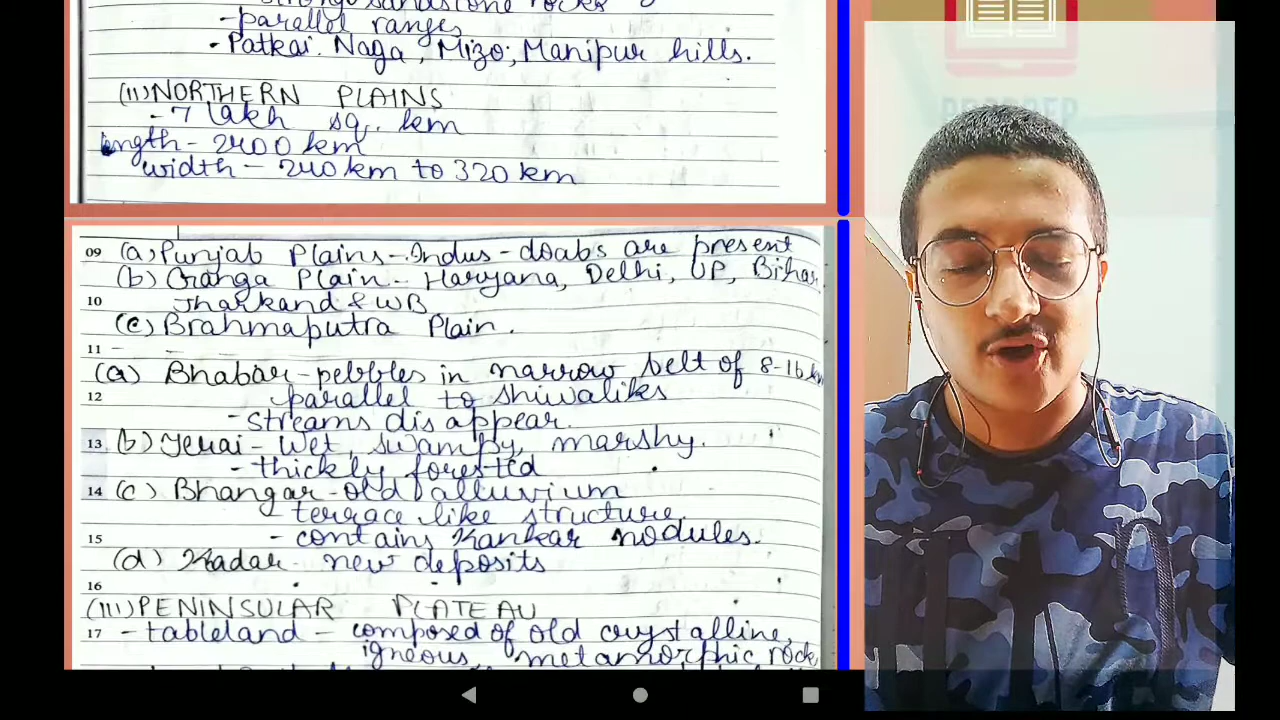 - parallel ranges
- Patkai. Naga, Mizo; Manipur hills.
(II) NORTHERN PLAINS
- 7 lakh sq. km
length - 2400 km
width - 240 km to 320 km
09 (a) Punjab Plains - Indus - doabs are present
(b) Ganga Plain - Haryana, Delhi, UP, Bihar,
10 Jharkand & WB
(c) Brahmaputra Plain.
11
(a) Bhabar - pebbles in narrow belt of 8-16 km
12 parallel to shiwaliks
- streams disappear.
13 (b) Terai - wet, swampy, marshy.
- thickly forested
14 (c) Bhangar - old alluvium
terrace like structure.
15 - contains Kankar nodules.
(d) Khadar - new deposits
16
(III) PENINSULAR PLATEAU
17 - tableland - composed of old crystalline,
igneous, metamorphic rock,